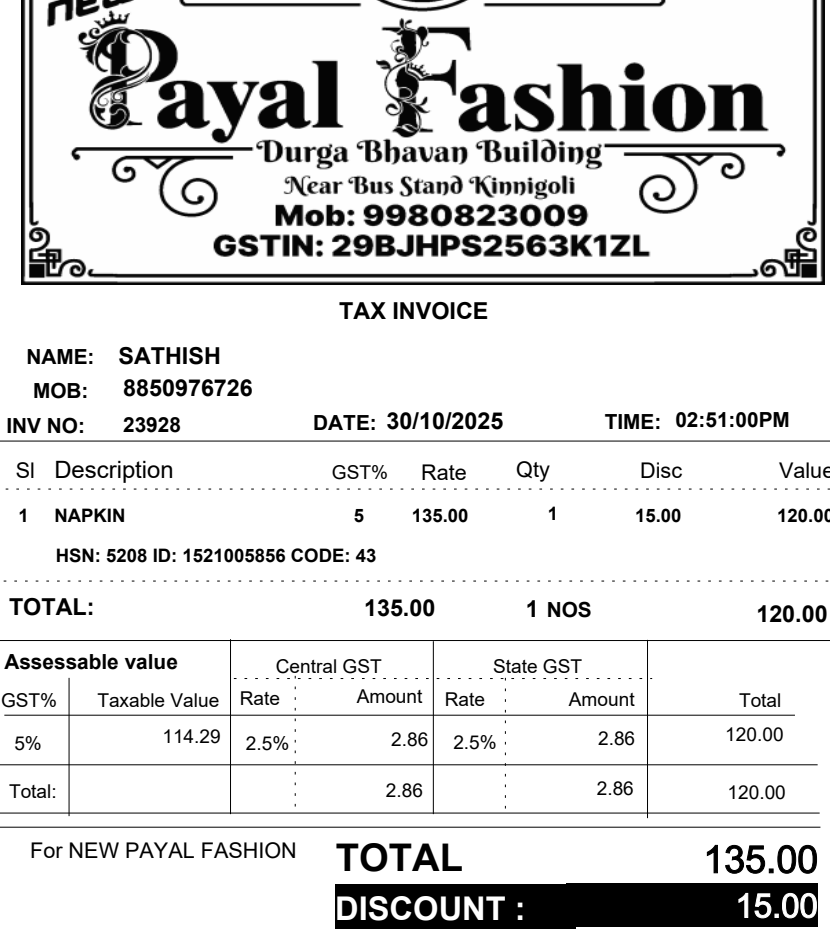 new
Payal Fashion
Durga Bhavan Building
Near Bus Stand Kinnigoli
Mob: 9980823009
GSTIN: 29BJHPS2563K1ZL
TAX INVOICE
NAME: SATHISH
MOB: 8850976726
INV NO: 23928 DATE: 30/10/2025 TIME: 02:51:00PM
Sl Description GST% Rate Qty Disc Value
1 NAPKIN 5 135.00 1 15.00 120.00
HSN: 5208 ID: 1521005856 CODE: 43
TOTAL: 135.00 1 NOS 120.00
Assessable value Central GST State GST
GST% Taxable Value Rate Amount Rate Amount Total
5% 114.29 2.5% 2.86 2.5% 2.86 120.00
Total: 2.86 2.86 120.00
For NEW PAYAL FASHION TOTAL 135.00
DISCOUNT : 15.00